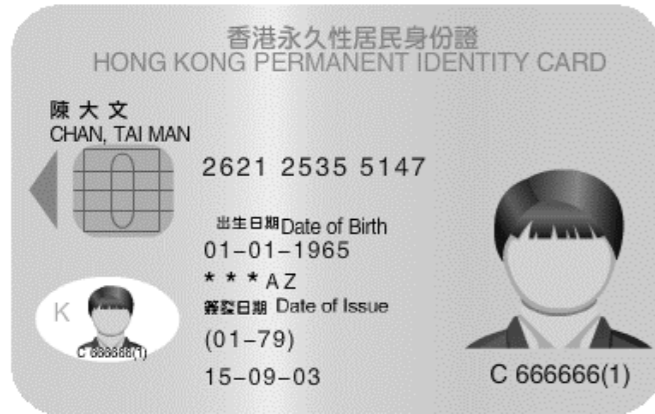 香港永久性居民身份證
HONG KONG PERMANENT IDENTITY CARD
陳大文
CHAN, TAI MAN
2621 2535 5147
出生日期Date of Birth
01-01-1965
* * * A Z
簽發日期 Date of Issue
(01-79)
15-09-03
K
C 666666(1)
C 666666(1)